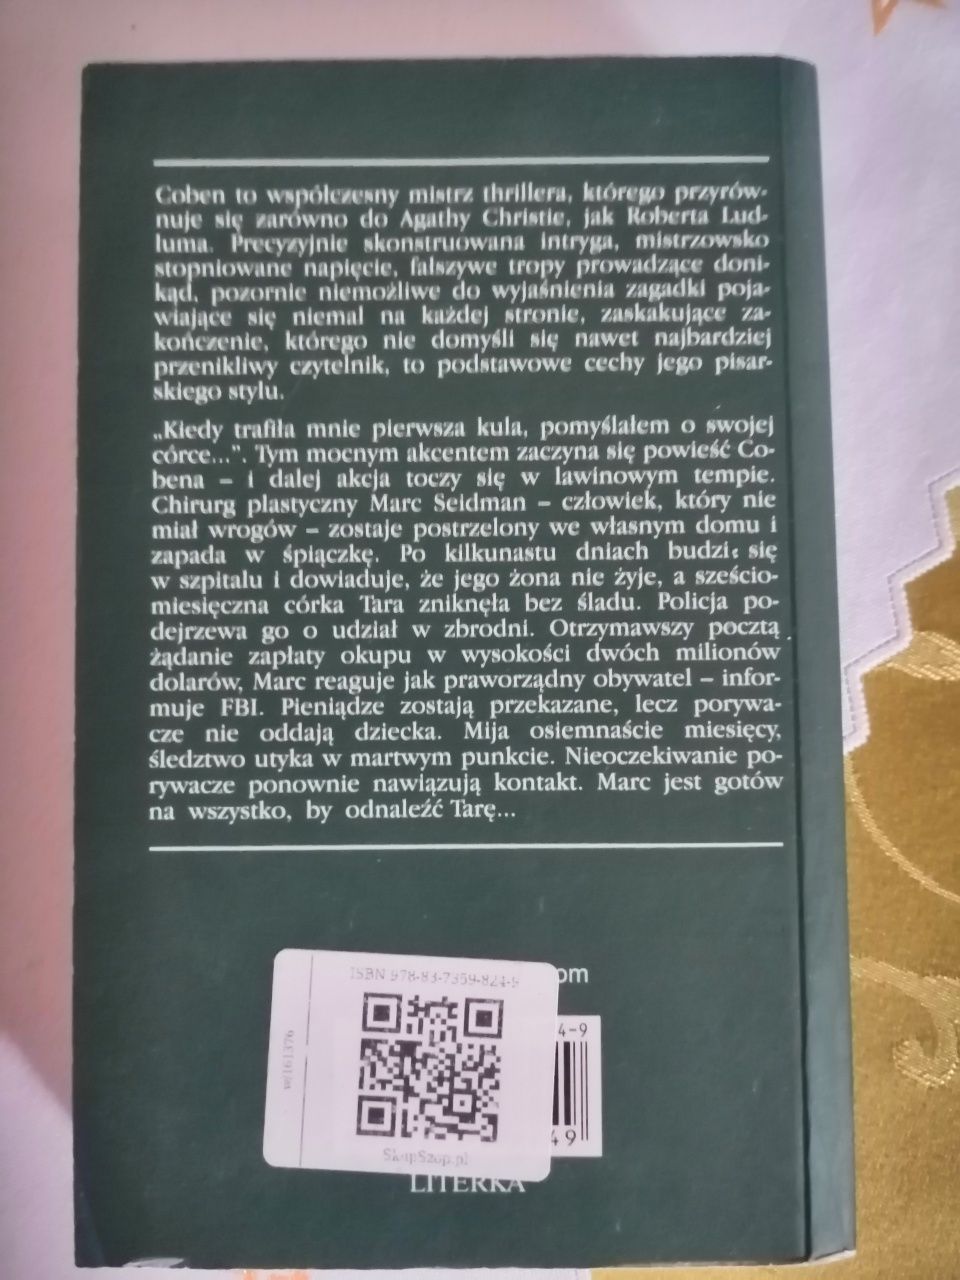 Coben to współczesny mistrz thrillera, którego przyrów-
nuje się zarówno do Agathy Christie, jak Roberta Lud-
luma. Precyzyjnie skonstruowana intryga, mistrzowsko
stopniowane napięcie, fałszywe tropy prowadzące doni-
kąd, pozornie niemożliwe do wyjaśnienia zagadki poja-
wiające się niemal na każdej stronie, zaskakujące za-
kończenie, którego nie domyśli się nawet najbardziej
przenikliwy czytelnik, to podstawowe cechy jego pisar-
skiego stylu.
„Kiedy trafiła mnie pierwsza kula, pomyślałem o swojej
córce...”. Tym mocnym akcentem zaczyna się powieść Co-
bena – i dalej akcja toczy się w lawinowym tempie.
Chirurg plastyczny Marc Seidman – człowiek, który nie
miał wrogów – zostaje postrzelony we własnym domu i
zapada w śpiączkę. Po kilkunastu dniach budzi się
w szpitalu i dowiaduje, że jego żona nie żyje, a sześcio-
miesięczna córka Tara zniknęła bez śladu. Policja po-
dejrzewa go o udział w zbrodni. Otrzymawszy pocztą
żądanie zapłaty okupu w wysokości dwóch milionów
dolarów, Marc reaguje jak praworządny obywatel – infor-
muje FBI. Pieniądze zostają przekazane, lecz porywa-
cze nie oddają dziecka. Mija osiemnaście miesięcy,
śledztwo utyka w martwym punkcie. Nieoczekiwanie po-
rywacze ponownie nawiązują kontakt. Marc jest gotów
na wszystko, by odnaleźć Tarę...
om
ISBN 978-83-7359-824-9
4-9
w/161376
49
SkupSzop.pl
LITERKA